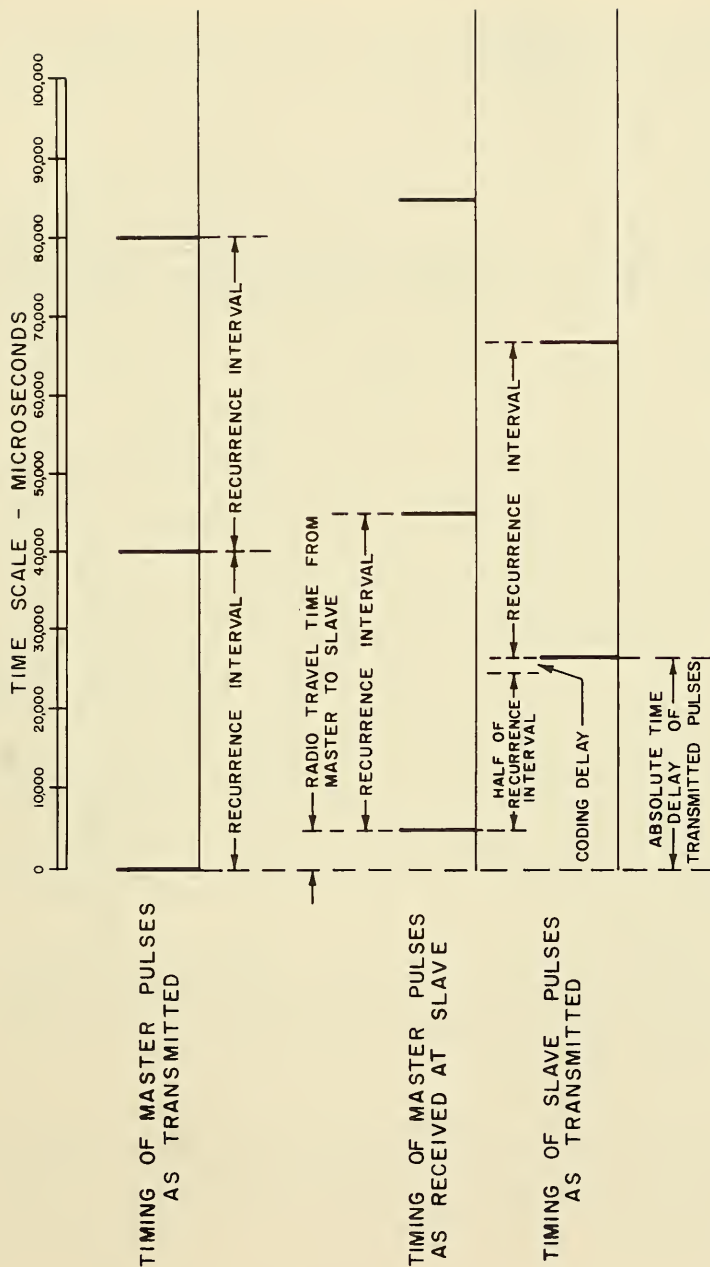 TIME SCALE - MICROSECONDS
0
10,000
20,000
30,000
40,000
50,000
60,000
70,000
80,000
90,000
100,000
TIMING OF MASTER PULSES
AS TRANSMITTED
RECURRENCE INTERVAL
RECURRENCE INTERVAL
RADIO TRAVEL TIME FROM
MASTER TO SLAVE
RECURRENCE INTERVAL
TIMING OF MASTER PULSES
AS RECEIVED AT SLAVE
HALF OF
RECURRENCE
INTERVAL
RECURRENCE INTERVAL
CODING DELAY
TIMING OF SLAVE PULSES
AS TRANSMITTED
ABSOLUTE TIME
DELAY OF
TRANSMITTED PULSES